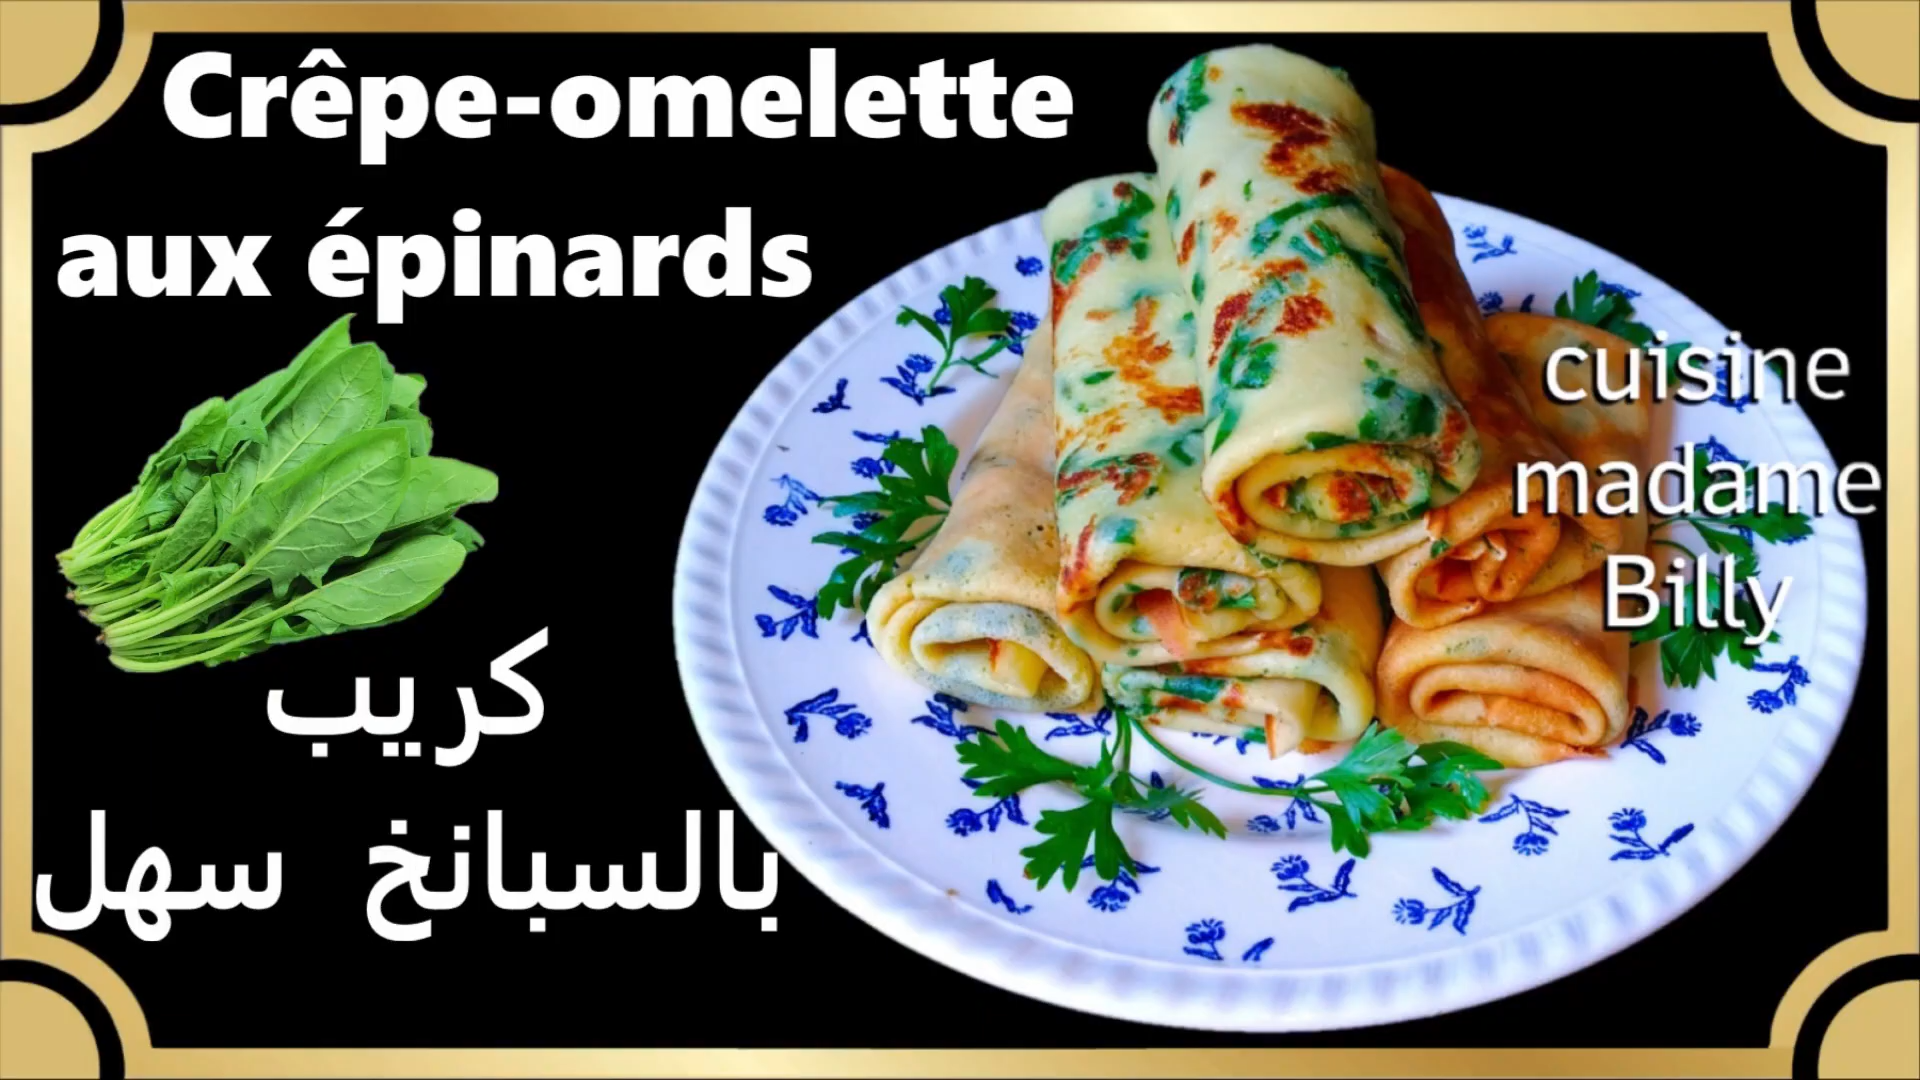 Crêpe-omelette
aux épinards
كريب
بالسبانخ سهل
cuisine
madame
Billy